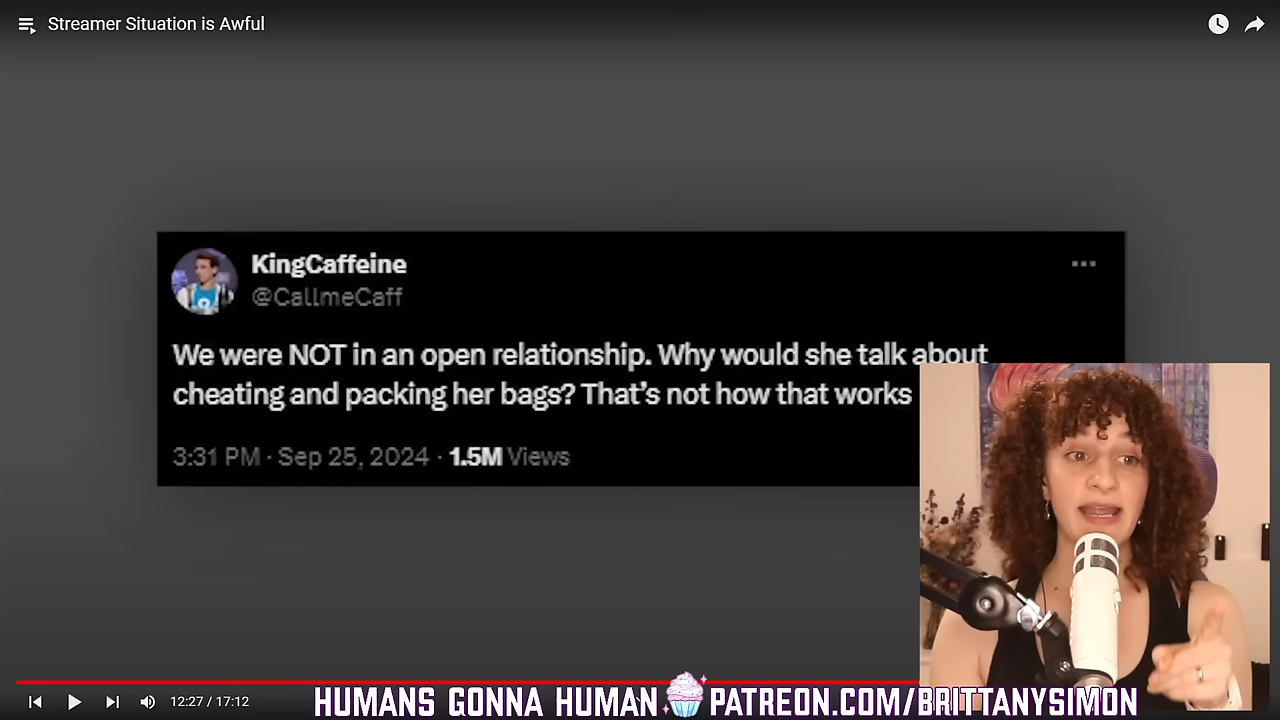 Streamer Situation is Awful
KingCaffeine
@CallmeCaff
We were NOT in an open relationship. Why would she talk about
cheating and packing her bags? That's not how that works
3:31 PM · Sep 25, 2024 · 1.5M Views
12:27 / 17:12
HUMANS GONNA HUMAN PATREON.COM/BRITTANYSIMON